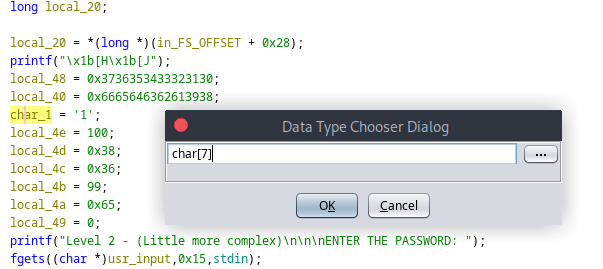 long local_20;
local_20 = *(long *)(in_FS_OFFSET + 0x28);
printf("\x1b[H\x1b[J");
local_48 = 0x3736353433323130;
local_40 = 0x6665646362613938;
char_1 = '1';
local_4e = 100;
local_4d = 0x38;
local_4c = 0x36;
local_4b = 99;
local_4a = 0x65;
local_49 = 0;
printf("Level 2 - (Little more complex)\n\n\nENTER THE PASSWORD: ");
fgets((char *)usr_input,0x15,stdin);
Data Type Chooser Dialog
char[7]
...
OK Cancel